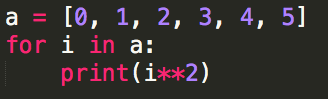 a = [0, 1, 2, 3, 4, 5]
for i in a:
    print(i**2)